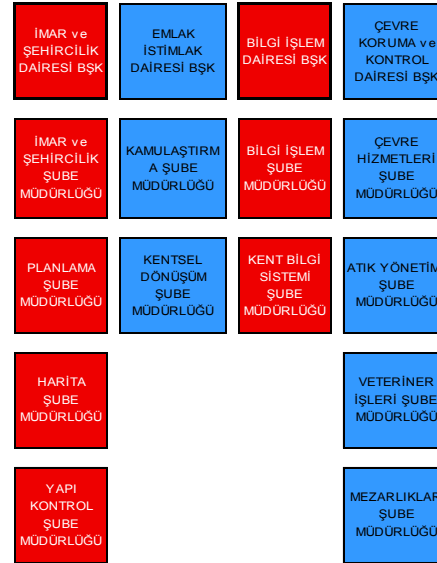 İMAR ve
ŞEHİRCİLİK
DAİRESİ BŞK
EMLAK
İSTİMLAK
DAİRESİ BŞK
BİLGİ İŞLEM
DAİRESİ BŞK
ÇEVRE
KORUMA ve
KONTROL
DAİRESİ BŞK
İMAR ve
ŞEHİRCİLİK
ŞUBE
MÜDÜRLÜĞÜ
KAMULAŞTIRM
A ŞUBE
MÜDÜRLÜĞÜ
BİLGİ İŞLEM
ŞUBE
MÜDÜRLÜĞÜ
ÇEVRE
HİZMETLERİ
ŞUBE
MÜDÜRLÜĞÜ
PLANLAMA
ŞUBE
MÜDÜRLÜĞÜ
KENTSEL
DÖNÜŞÜM
ŞUBE
MÜDÜRLÜĞÜ
KENT BİLGİ
SİSTEMİ
ŞUBE
MÜDÜRLÜĞÜ
ATIK YÖNETİM
ŞUBE
MÜDÜRLÜĞÜ
HARİTA
ŞUBE
MÜDÜRLÜĞÜ
VETERİNER
İŞLERİ ŞUBE
MÜDÜRLÜĞÜ
YAPI
KONTROL
ŞUBE
MÜDÜRLÜĞÜ
MEZARLIKLAR
ŞUBE
MÜDÜRLÜĞÜ